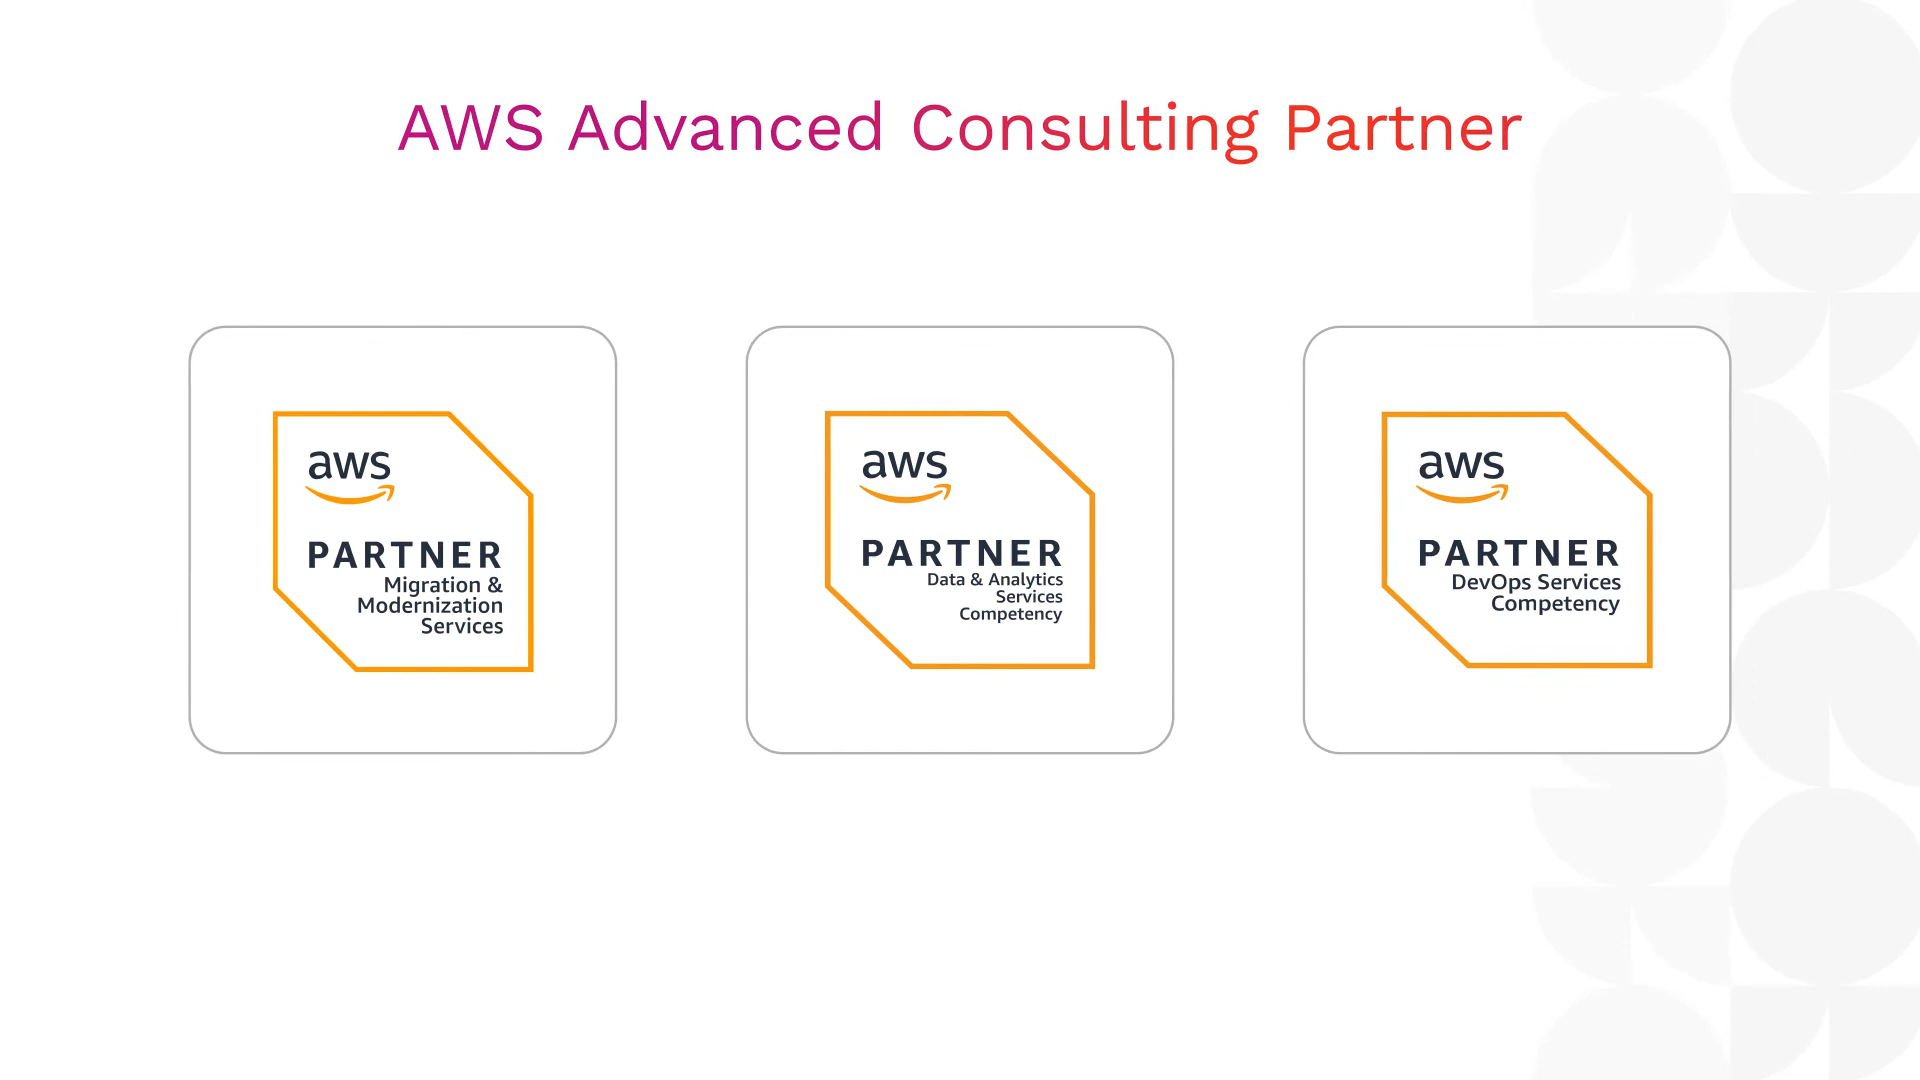 AWS Advanced Consulting Partner
aws
PARTNER
Migration &
Modernization
Services
aws
PARTNER
Data & Analytics
Services
Competency
aws
PARTNER
DevOps Services
Competency